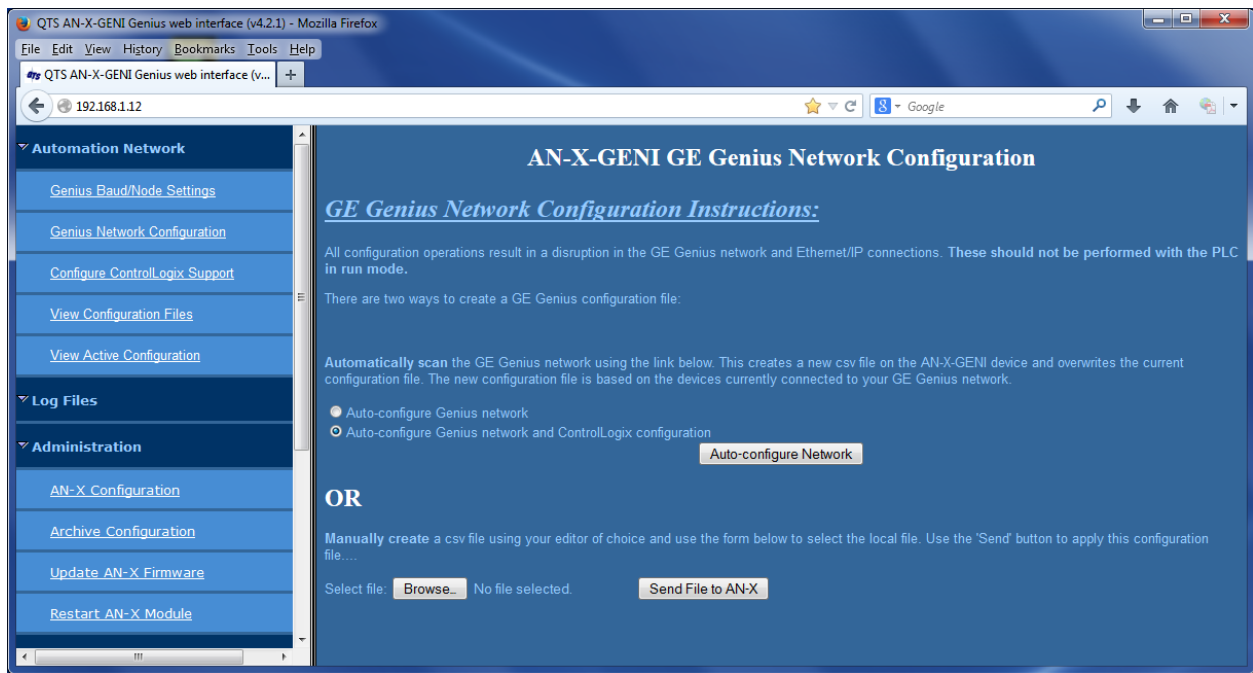 QTS AN-X-GENI Genius web interface (v4.2.1) - Mozilla Firefox
File Edit View History Bookmarks Tools Help
QTS QTS AN-X-GENI Genius web interface (v... +
192.168.1.12
8 Google
Automation Network
Genius Baud/Node Settings
Genius Network Configuration
Configure ControlLogix Support
View Configuration Files
View Active Configuration
Log Files
Administration
AN-X Configuration
Archive Configuration
Update AN-X Firmware
Restart AN-X Module
AN-X-GENI GE Genius Network Configuration
GE Genius Network Configuration Instructions:
All configuration operations result in a disruption in the GE Genius network and Ethernet/IP connections. These should not be performed with the PLC
in run mode.
There are two ways to create a GE Genius configuration file:
Automatically scan the GE Genius network using the link below. This creates a new csv file on the AN-X-GENI device and overwrites the current
configuration file. The new configuration file is based on the devices currently connected to your GE Genius network.
Auto-configure Genius network
Auto-configure Genius network and ControlLogix configuration
Auto-configure Network
OR
Manually create a csv file using your editor of choice and use the form below to select the local file. Use the 'Send' button to apply this configuration
file....
Select file: Browse... No file selected. Send File to AN-X